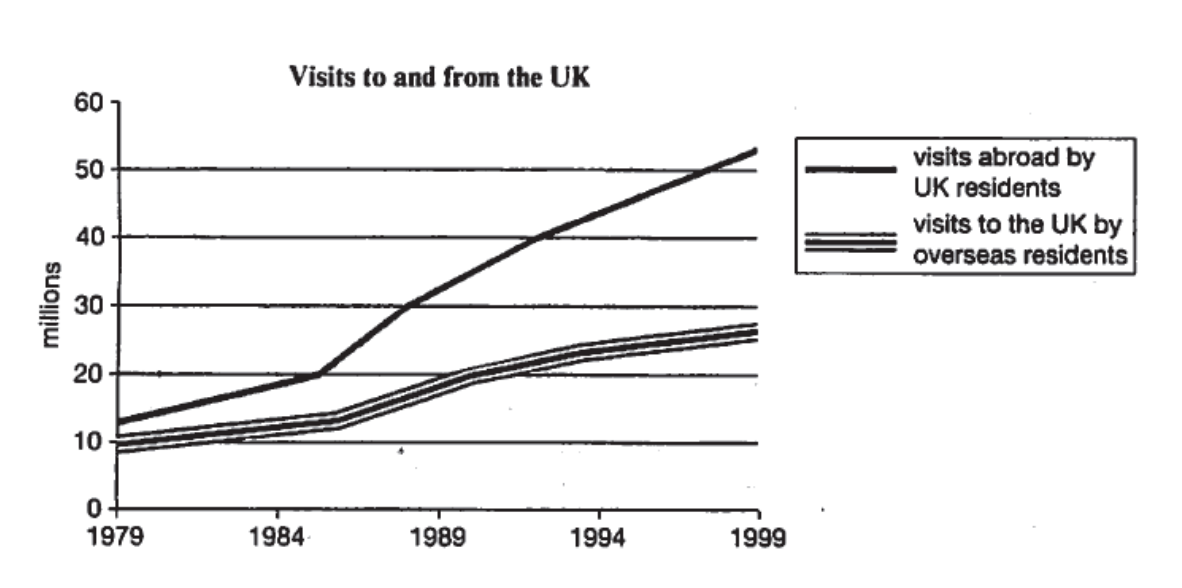 Visits to and from the UK
60
50
40
30
20
10
0
millions
1979 1984 1989 1994 1999
visits abroad by
UK residents
visits to the UK by
overseas residents